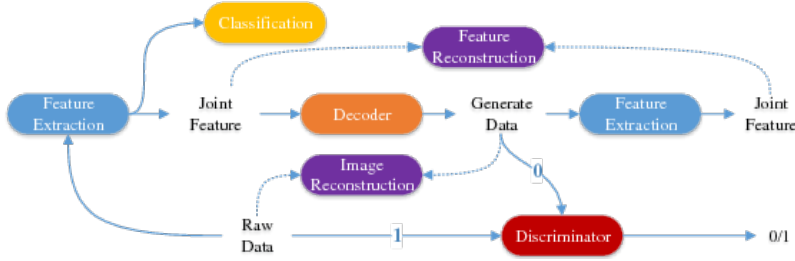 Classification
Feature
Reconstruction
Feature
Extraction
Joint
Feature
Decoder
Generate
Data
Feature
Extraction
Joint
Feature
Image
Reconstruction
0
Raw
Data
1
Discriminator
0/1